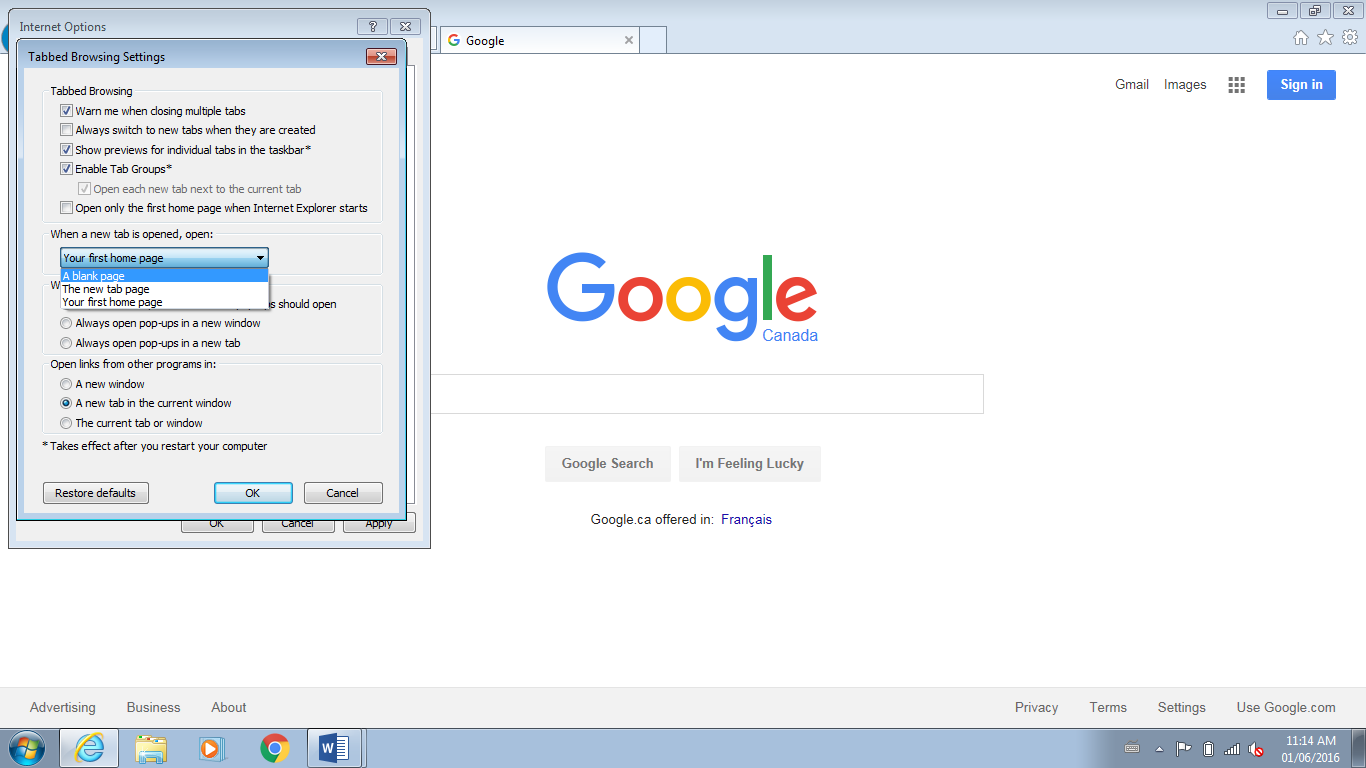 Internet Options
?
Google
Tabbed Browsing Settings
Tabbed Browsing
Warn me when closing multiple tabs
Always switch to new tabs when they are created
Show previews for individual tabs in the taskbar*
Enable Tab Groups*
Open each new tab next to the current tab
Open only the first home page when Internet Explorer starts
When a new tab is opened, open:
Your first home page
A blank page
The new tab page
Your first home page
should open
Always open pop-ups in a new window
Always open pop-ups in a new tab
Open links from other programs in:
A new window
A new tab in the current window
The current tab or window
* Takes effect after you restart your computer
Restore defaults
OK
Cancel
OK
Cancel
Apply
Gmail
Images
Sign in
Google
Canada
Google Search
I'm Feeling Lucky
Google.ca offered in: Français
Advertising
Business
About
Privacy
Terms
Settings
Use Google.com
W
11:14 AM
01/06/2016